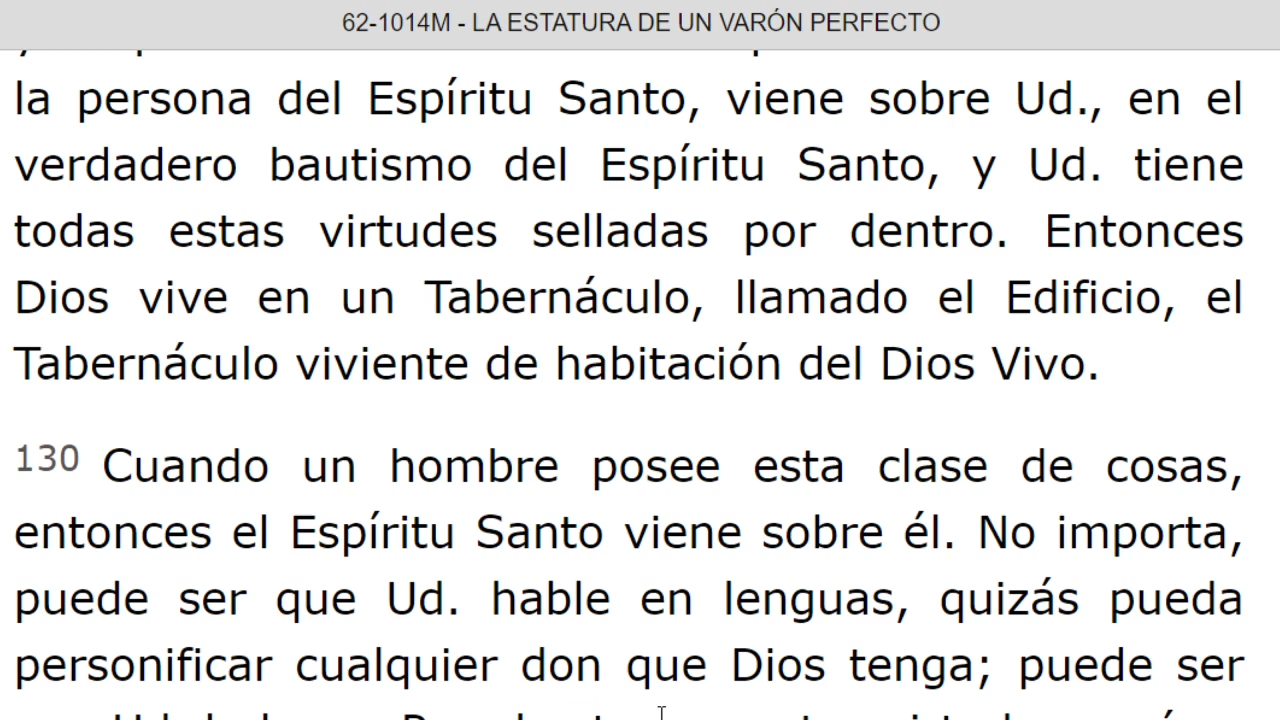 62-1014M - LA ESTATURA DE UN VARÓN PERFECTO
la persona del Espíritu Santo, viene sobre Ud., en el
verdadero bautismo del Espíritu Santo, y Ud. tiene
todas estas virtudes selladas por dentro. Entonces
Dios vive en un Tabernáculo, llamado el Edificio, el
Tabernáculo viviente de habitación del Dios Vivo.
130 Cuando un hombre posee esta clase de cosas,
entonces el Espíritu Santo viene sobre él. No importa,
puede ser que Ud. hable en lenguas, quizás pueda
personificar cualquier don que Dios tenga; puede ser